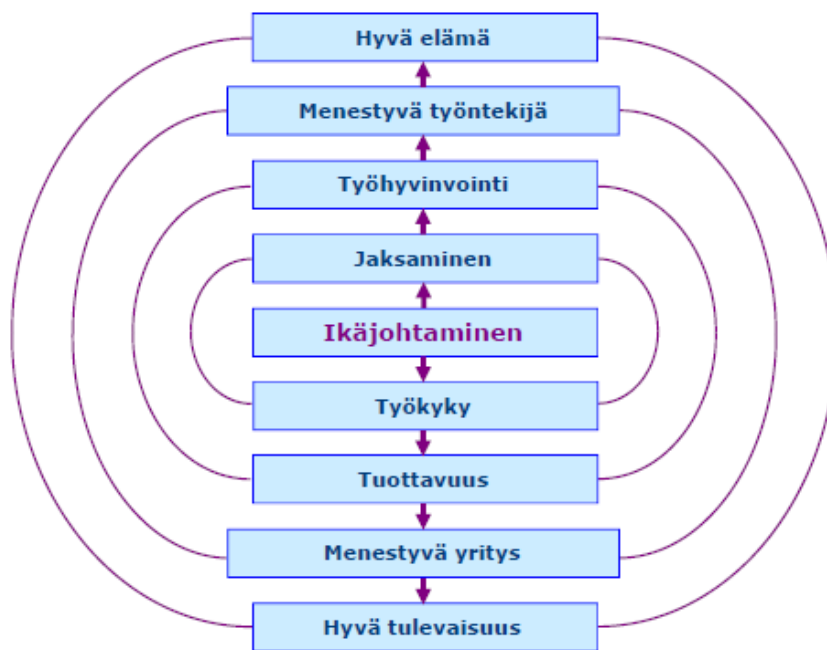 Hyvä elämä
Menestyvä työntekijä
Työhyvinvointi
Jaksaminen
Ikäjohtaminen
Työkyky
Tuottavuus
Menestyvä yritys
Hyvä tulevaisuus